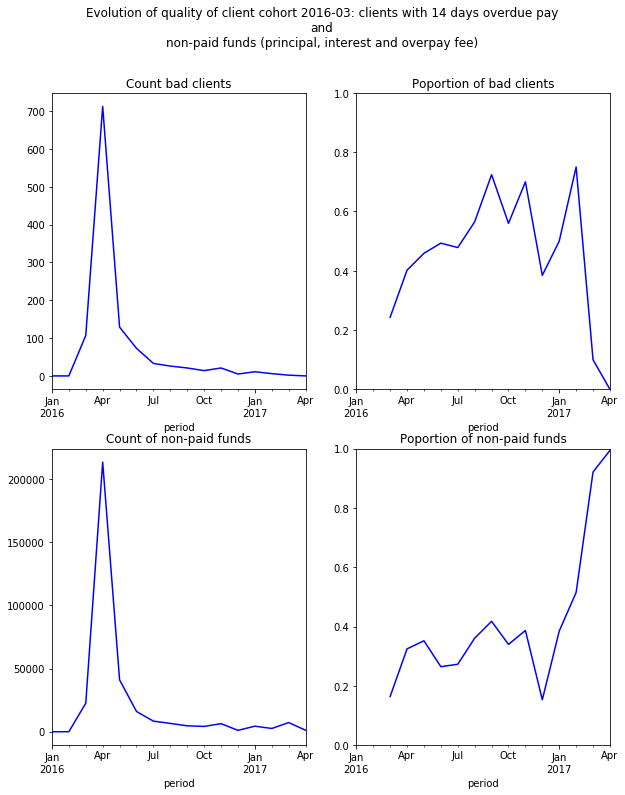 Evolution of quality of client cohort 2016-03: clients with 14 days overdue pay
and
non-paid funds (principal, interest and overpay fee)
Count bad clients
700
600
500
400
300
200
100
0
Jan Apr Jul Oct Jan Apr
2016 2017
period
Poportion of bad clients
1.0
0.8
0.6
0.4
0.2
0.0
Jan Apr Jul Oct Jan Apr
2016 2017
period
Count of non-paid funds
200000
150000
100000
50000
0
Jan Apr Jul Oct Jan Apr
2016 2017
period
Poportion of non-paid funds
1.0
0.8
0.6
0.4
0.2
0.0
Jan Apr Jul Oct Jan Apr
2016 2017
period